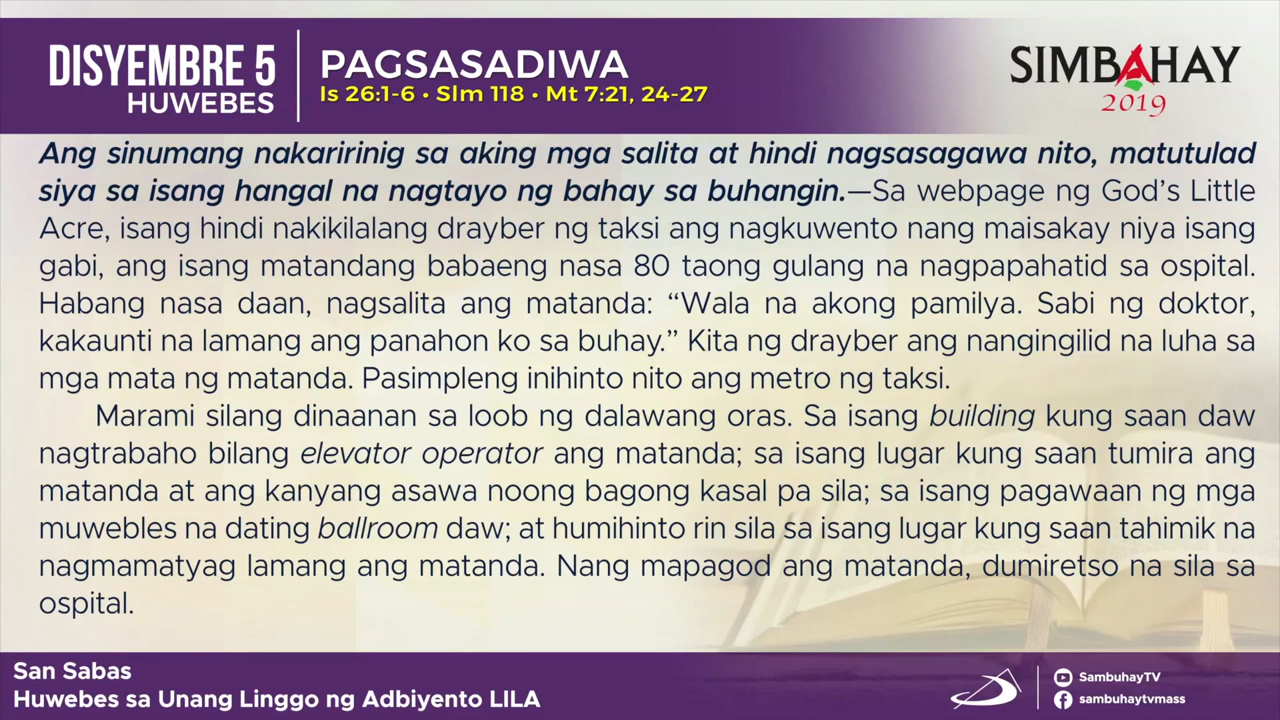 DISYEMBRE 5
HUWEBES
PAGSASADIWA
Is 26:1-6 • Slm 118 • Mt 7:21, 24-27
SIMBAHAY
2019
Ang sinumang nakaririnig sa aking mga salita at hindi nagsasagawa nito, matutulad
siya sa isang hangal na nagtayo ng bahay sa buhangin.—Sa webpage ng God’s Little
Acre, isang hindi nakikilalang drayber ng taksi ang nagkuwento nang maisakay niya isang
gabi, ang isang matandang babaeng nasa 80 taong gulang na nagpapahatid sa ospital.
Habang nasa daan, nagsalita ang matanda: “Wala na akong pamilya. Sabi ng doktor,
kakaunti na lamang ang panahon ko sa buhay.” Kita ng drayber ang nangingilid na luha sa
mga mata ng matanda. Pasimpleng inihinto nito ang metro ng taksi.
Marami silang dinaanan sa loob ng dalawang oras. Sa isang building kung saan daw
nagtrabaho bilang elevator operator ang matanda; sa isang lugar kung saan tumira ang
matanda at ang kanyang asawa noong bagong kasal pa sila; sa isang pagawaan ng mga
muwebles na dating ballroom daw; at humihinto rin sila sa isang lugar kung saan tahimik na
nagmamatyag lamang ang matanda. Nang mapagod ang matanda, dumiretso na sila sa
ospital.
San Sabas
Huwebes sa Unang Linggo ng Adbiyento LILA
SambuhayTV
sambuhaytvmass